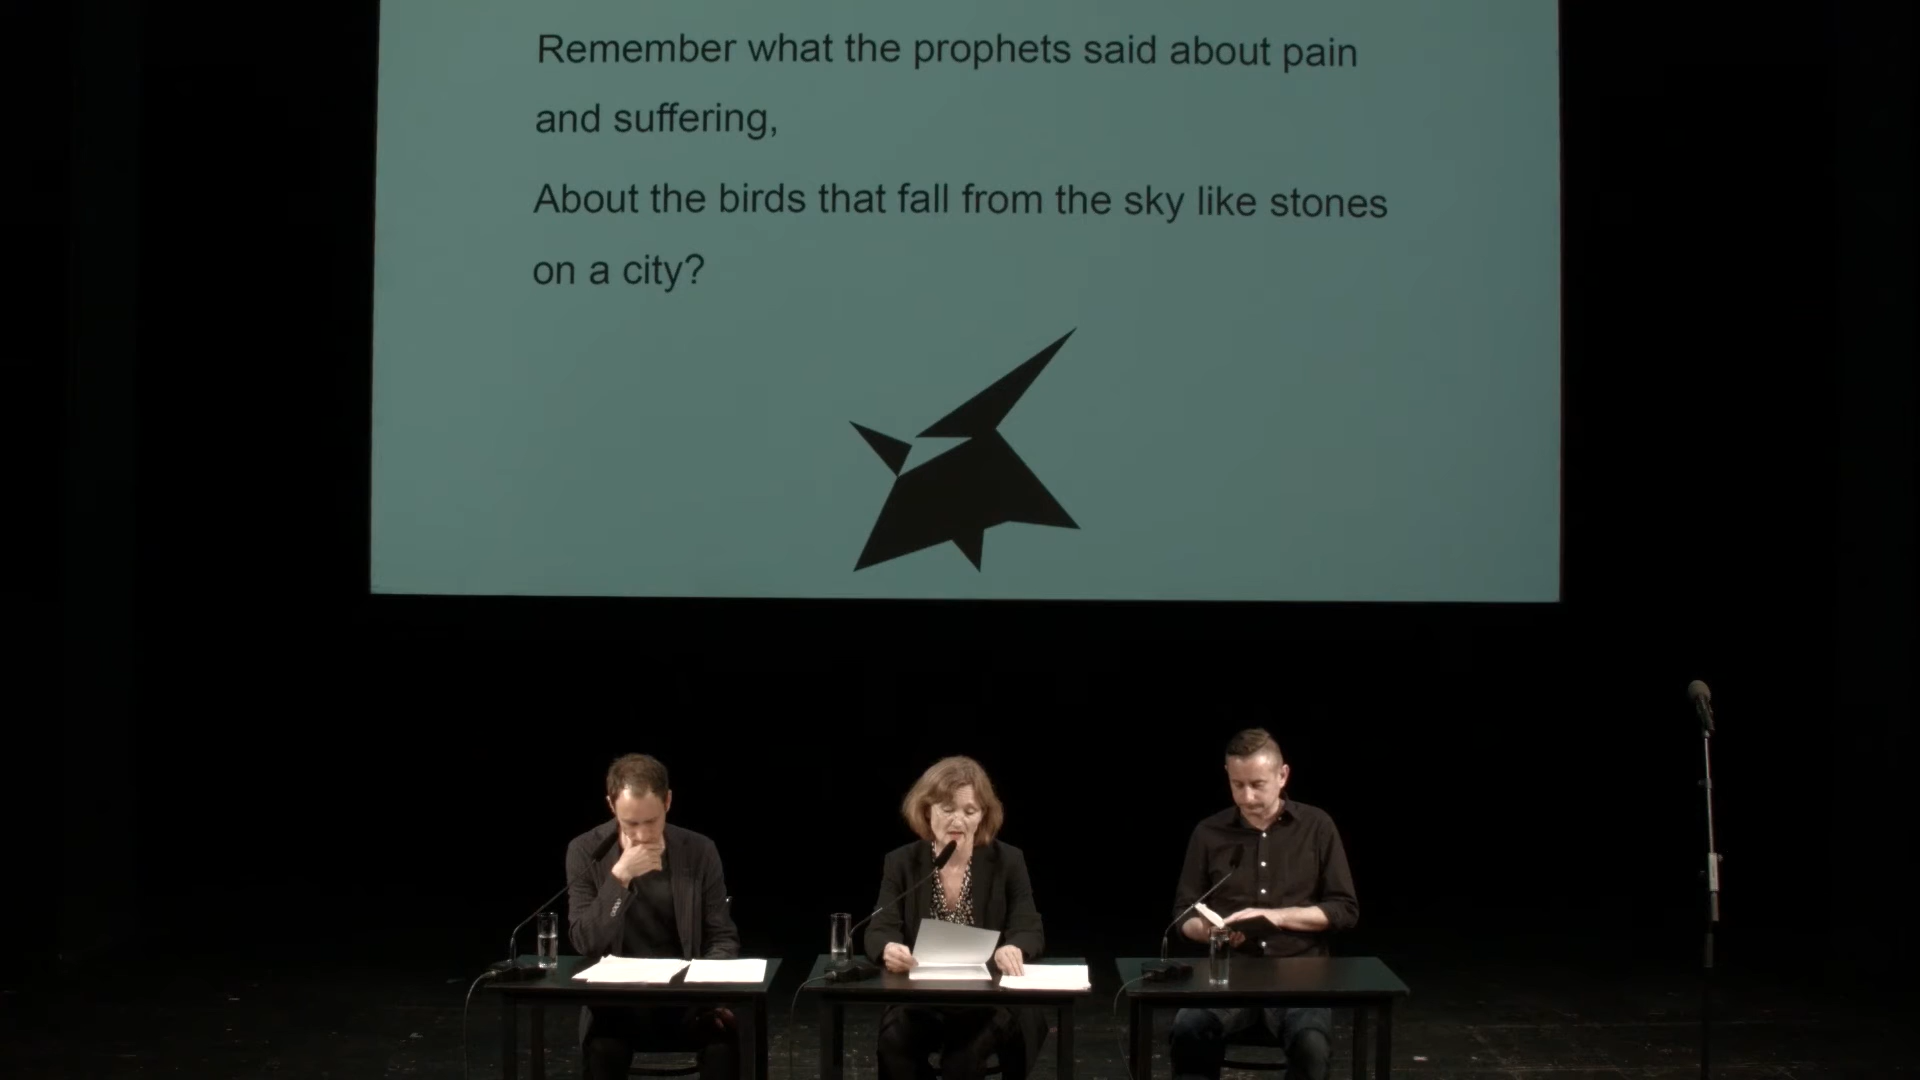 Remember what the prophets said about pain
and suffering,
About the birds that fall from the sky like stones
on a city?